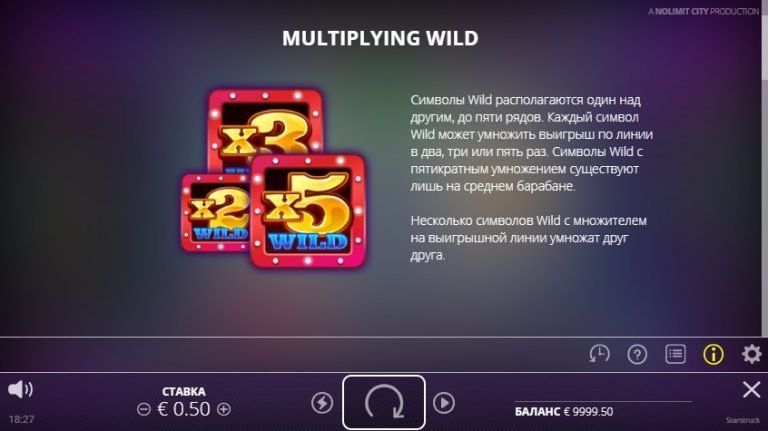 A NOLIMIT CITY PRODUCTION
MULTIPLYING WILD
x3
x2
WILD
x5
WILD
Символы Wild располагаются один над
другим, до пяти рядов. Каждый символ
Wild может умножить выигрыш по линии
в два, три или пять раз. Символы Wild с
пятикратным умножением существуют
лишь на среднем барабане.
Несколько символов Wild с множителем
на выигрышной линии умножат друг
друга.
СТАВКА
€ 0.50
18:27
БАЛАНС € 9999.50
Starstruck